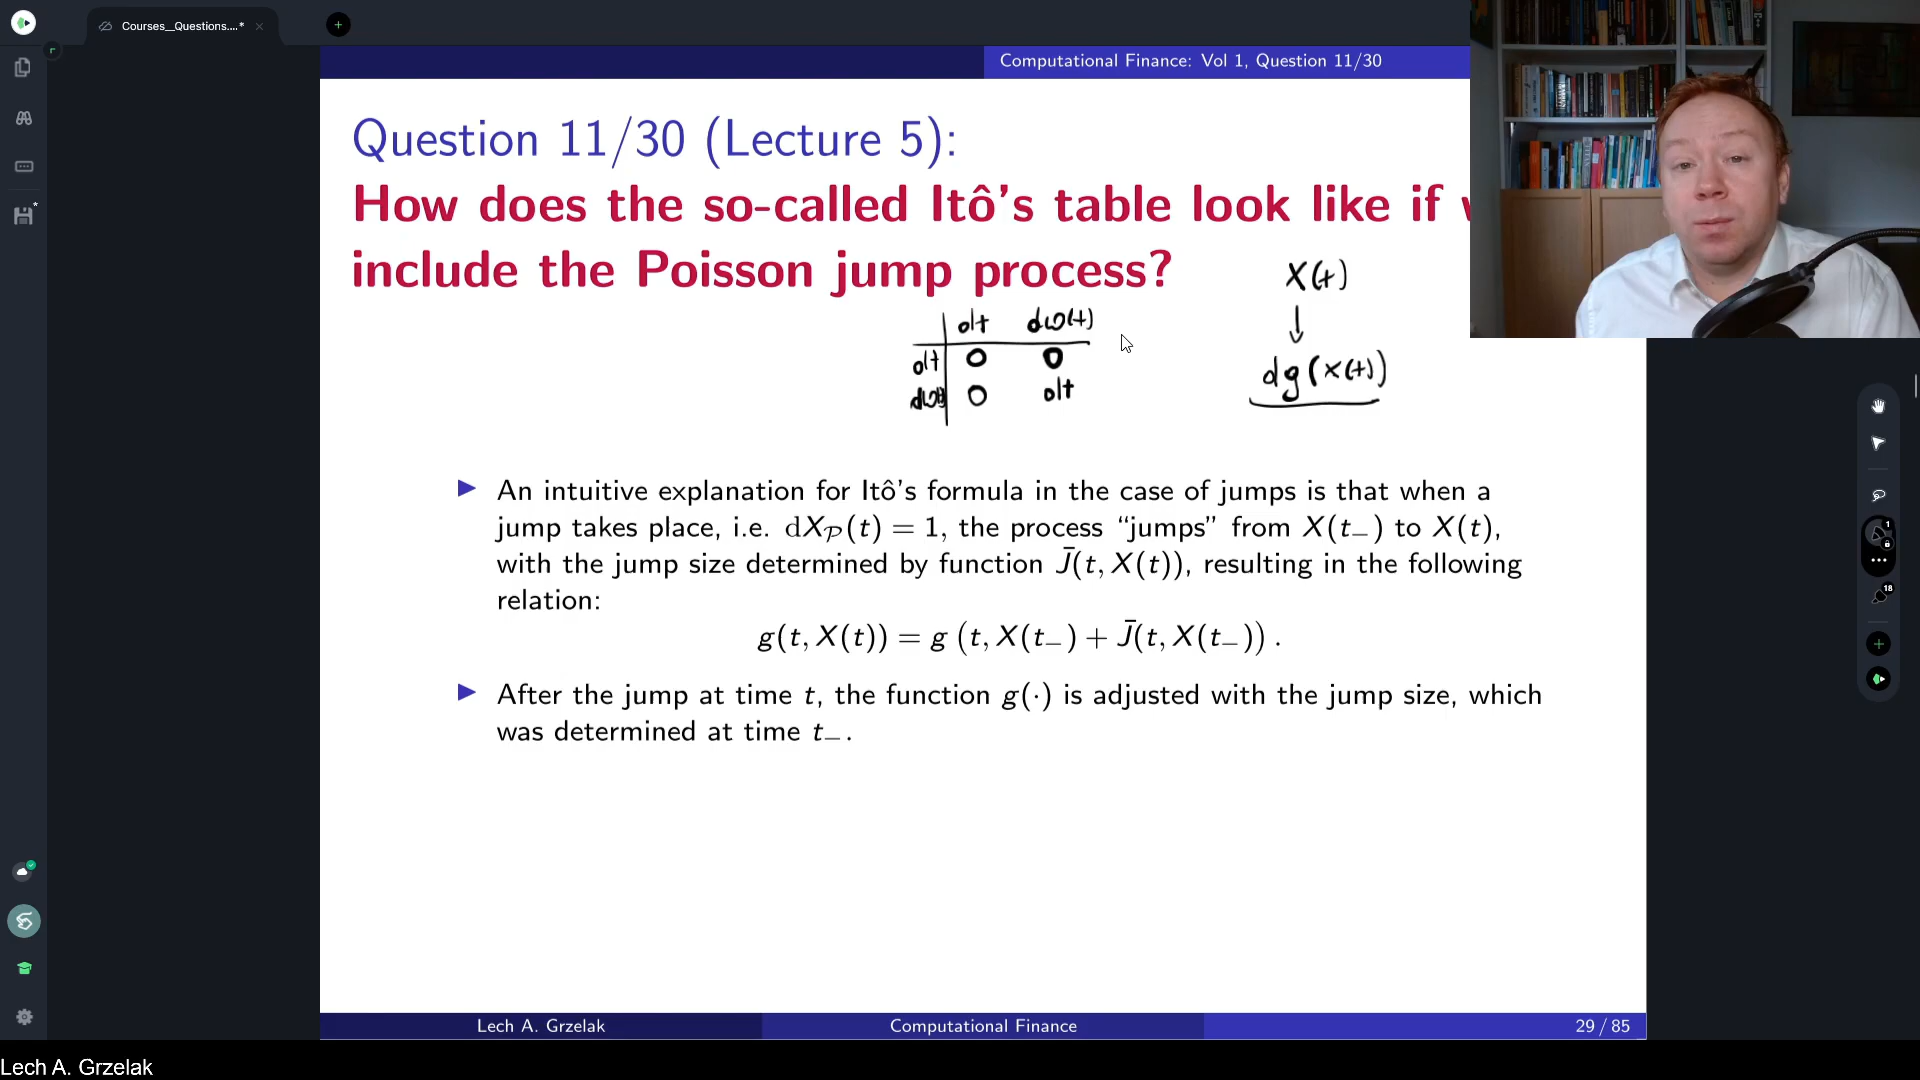 Courses__Questions....*
Computational Finance: Vol 1, Question 11/30
Question 11/30 (Lecture 5):
How does the so-called Itô's table look like if
include the Poisson jump process?
X(t)
dt dW(t)
dt 0 0
dW(t) 0 dt
dg(X(t))
▶ An intuitive explanation for Itô's formula in the case of jumps is that when a
jump takes place, i.e. dX𝒫(t) = 1, the process “jumps” from X(t₋) to X(t),
with the jump size determined by function J̄(t, X(t)), resulting in the following
relation:
g(t, X(t)) = g (t, X(t₋) + J̄(t, X(t₋)) .
▶ After the jump at time t, the function g(·) is adjusted with the jump size, which
was determined at time t₋.
1
18
Lech A. Grzelak
Computational Finance
29 / 85
Lech A. Grzelak